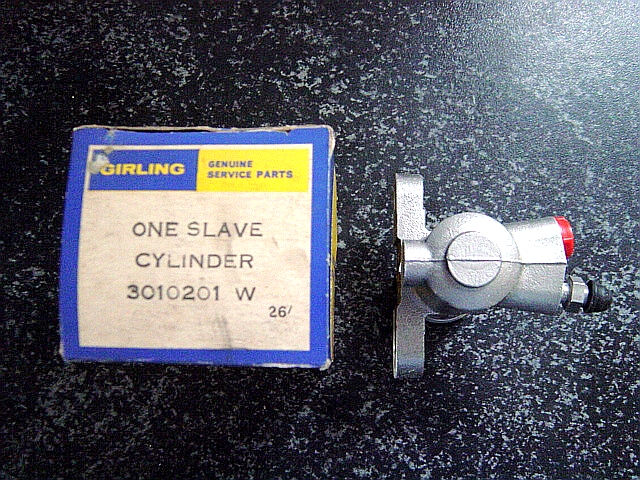 GIRLING
GENUINE
SERVICE PARTS
ONE SLAVE
CYLINDER
3010201 W
26/